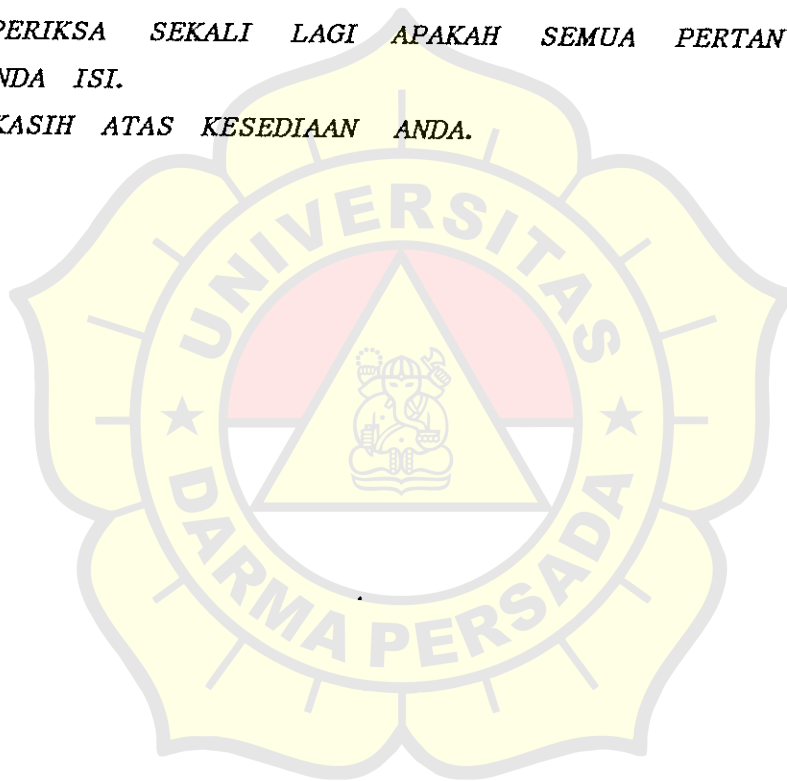 PERIKSA SEKALI LAGI APAKAH SEMUA PERTAN
NDA ISI.
KASIH ATAS KESEDIAAN ANDA.
UNIVERSITAS
DARMA PERSADA